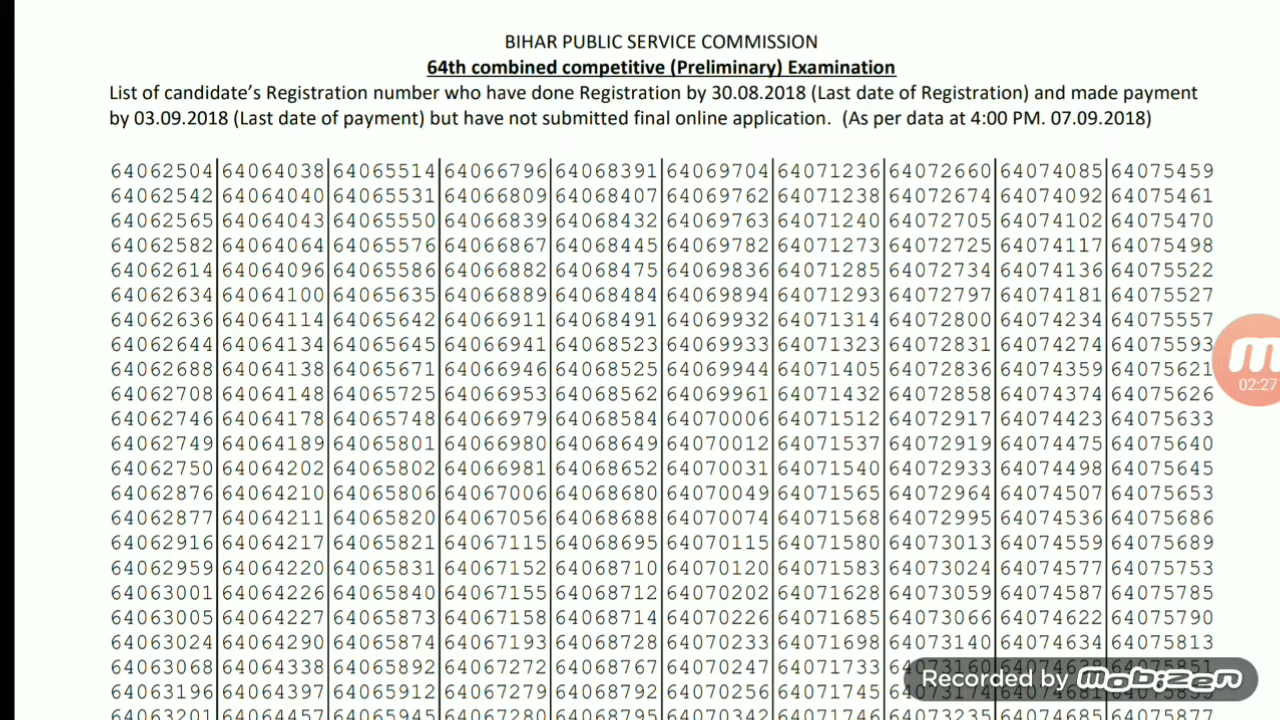 BIHAR PUBLIC SERVICE COMMISSION
64th combined competitive (Preliminary) Examination
List of candidate's Registration number who have done Registration by 30.08.2018 (Last date of Registration) and made payment
by 03.09.2018 (Last date of payment) but have not submitted final online application. (As per data at 4:00 PM. 07.09.2018)
64062504 64064038 64065514 64066796 64068391 64069704 64071236 64072660 64074085 64075459
64062542 64064040 64065531 64066809 64068407 64069762 64071238 64072674 64074092 64075461
64062565 64064043 64065550 64066839 64068432 64069763 64071240 64072705 64074102 64075470
64062582 64064064 64065576 64066867 64068445 64069782 64071273 64072725 64074117 64075498
64062614 64064096 64065586 64066882 64068475 64069836 64071285 64072734 64074136 64075522
64062634 64064100 64065635 64066889 64068484 64069894 64071293 64072797 64074181 64075527
64062636 64064114 64065642 64066911 64068491 64069932 64071314 64072800 64074234 64075557
64062644 64064134 64065645 64066941 64068523 64069933 64071323 64072831 64074274 64075593
64062688 64064138 64065671 64066946 64068525 64069944 64071405 64072836 64074359 64075621
02:27
64062708 64064148 64065725 64066953 64068562 64069961 64071432 64072858 64074374 64075626
64062746 64064178 64065748 64066979 64068584 64070006 64071512 64072917 64074423 64075633
64062749 64064189 64065801 64066980 64068649 64070012 64071537 64072919 64074475 64075640
64062750 64064202 64065802 64066981 64068652 64070031 64071540 64072933 64074498 64075645
64062876 64064210 64065806 64067006 64068680 64070049 64071565 64072964 64074507 64075653
64062877 64064211 64065820 64067056 64068688 64070074 64071568 64072995 64074536 64075686
64062916 64064217 64065821 64067115 64068695 64070115 64071580 64073013 64074559 64075689
64062959 64064220 64065831 64067152 64068710 64070120 64071583 64073024 64074577 64075753
64063001 64064226 64065840 64067155 64068712 64070202 64071628 64073059 64074587 64075785
64063005 64064227 64065873 64067158 64068714 64070226 64071685 64073066 64074622 64075790
64063024 64064290 64065874 64067193 64068728 64070233 64071698 64073140 64074634 64075813
64063068 64064338 64065892 64067272 64068767 64070247 64071733
64063196 64064397 64065912 64067279 64068792 64070256 64071745
Recorded by mobizen
64063201 64064457 64065945 64067280 64068795 64070342 64071746 64073235 64074685 64075877